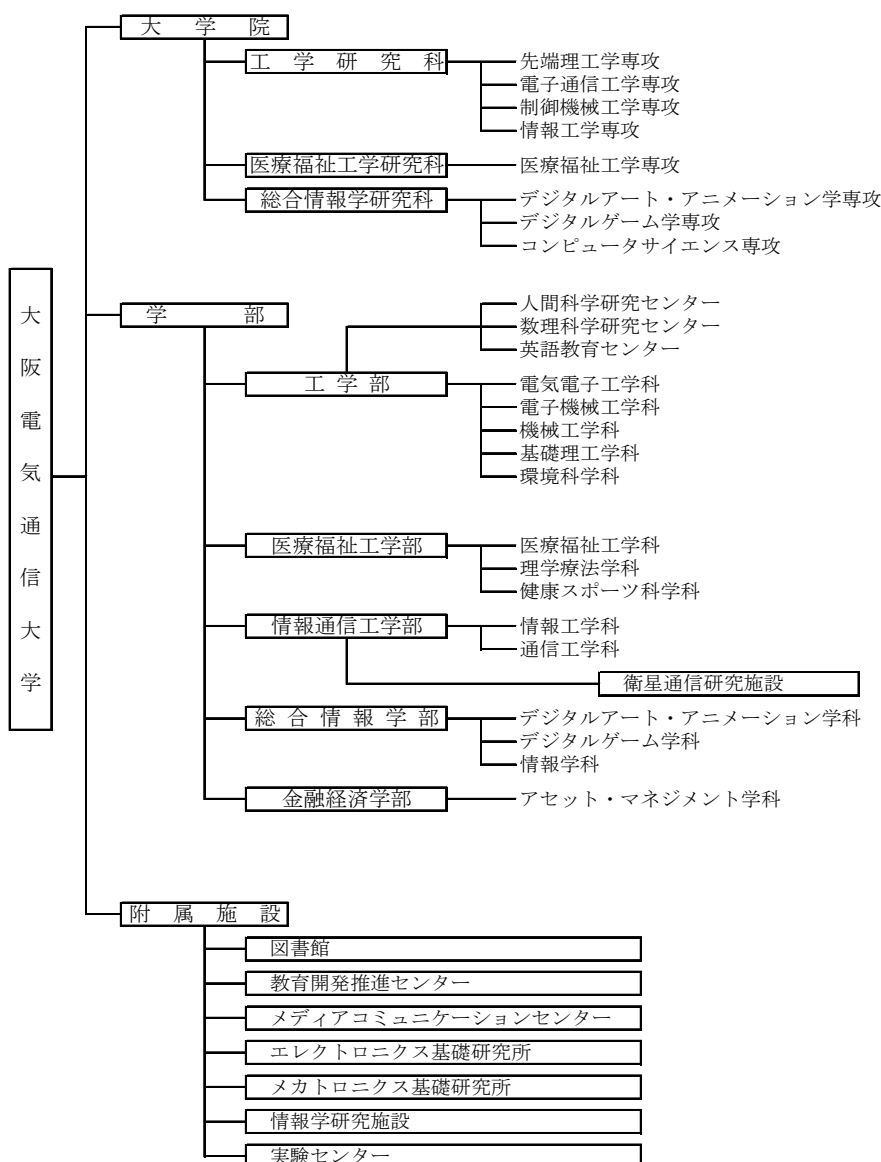 大阪電気通信大学
大学院
工学研究科
先端理工学専攻
電子通信工学専攻
制御機械工学専攻
情報工学専攻
医療福祉工学研究科
医療福祉工学専攻
総合情報学研究科
デジタルアート・アニメーション学専攻
デジタルゲーム学専攻
コンピュータサイエンス専攻
学部
人間科学研究センター
数理科学研究センター
英語教育センター
工学部
電気電子工学科
電子機械工学科
機械工学科
基礎理工学科
環境科学科
医療福祉工学部
医療福祉工学科
理学療法学科
健康スポーツ科学科
情報通信工学部
情報工学科
通信工学科
衛星通信研究施設
総合情報学部
デジタルアート・アニメーション学科
デジタルゲーム学科
情報学科
金融経済学部
アセット・マネジメント学科
附属施設
図書館
教育開発推進センター
メディアコミュニケーションセンター
エレクトロニクス基礎研究所
メカトロニクス基礎研究所
情報学研究施設
実験センター